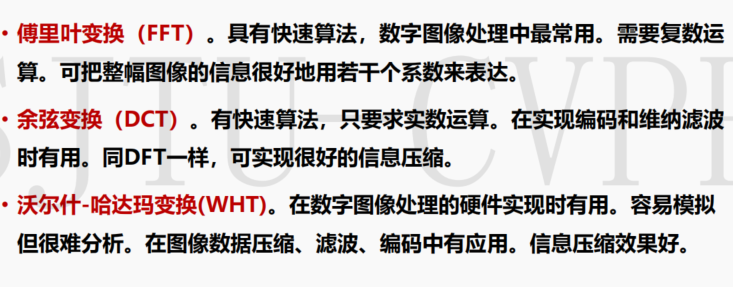 • 傅里叶变换（FFT）。具有快速算法，数字图像处理中最常用。需要复数运
算。可把整幅图像的信息很好地用若干个系数来表达。
• 余弦变换（DCT）。有快速算法，只要求实数运算。在实现编码和维纳滤波
时有用。同DFT一样，可实现很好的信息压缩。
• 沃尔什-哈达玛变换(WHT)。在数字图像处理的硬件实现时有用。容易模拟
但很难分析。在图像数据压缩、滤波、编码中有应用。信息压缩效果好。
SJTU-CVPR